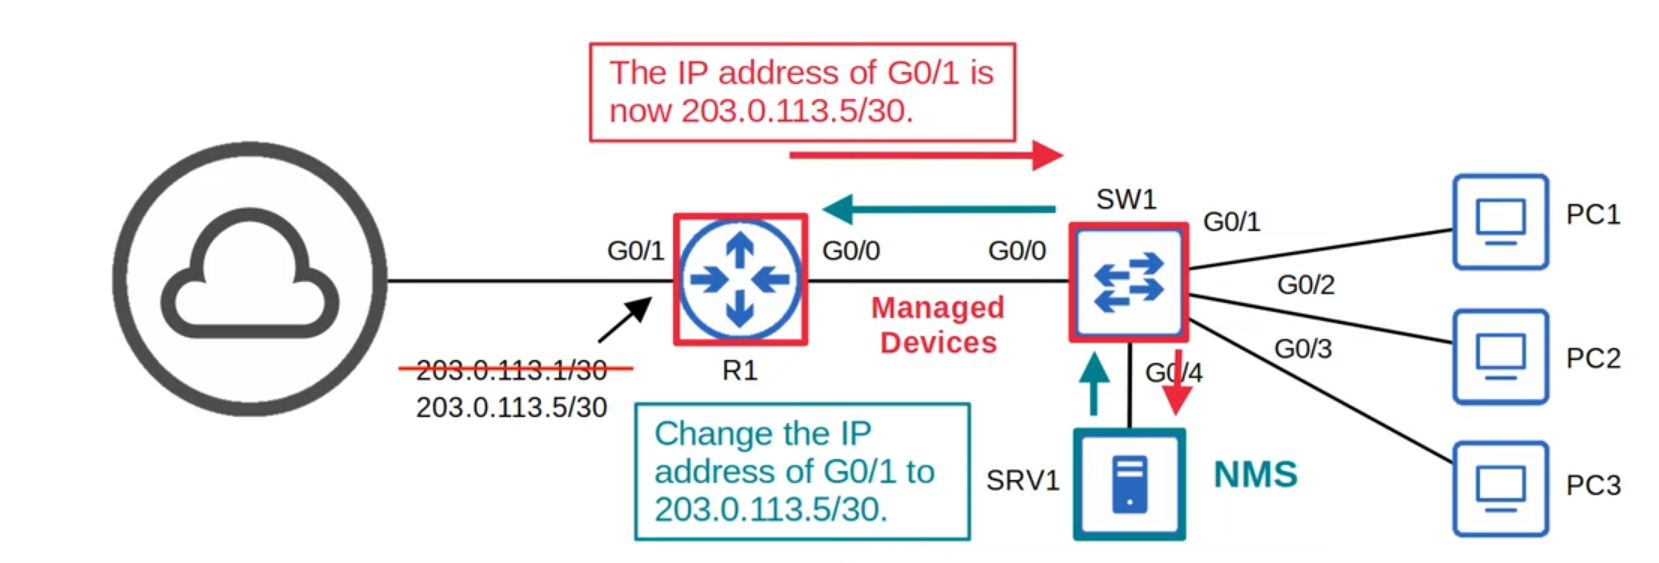 The IP address of G0/1 is
now 203.0.113.5/30.
SW1
G0/1
PC1
G0/1
G0/0
G0/0
G0/2
Managed
Devices
G0/3
PC2
203.0.113.1/30
R1
G0/4
203.0.113.5/30
Change the IP
address of G0/1 to
203.0.113.5/30.
SRV1
NMS
PC3